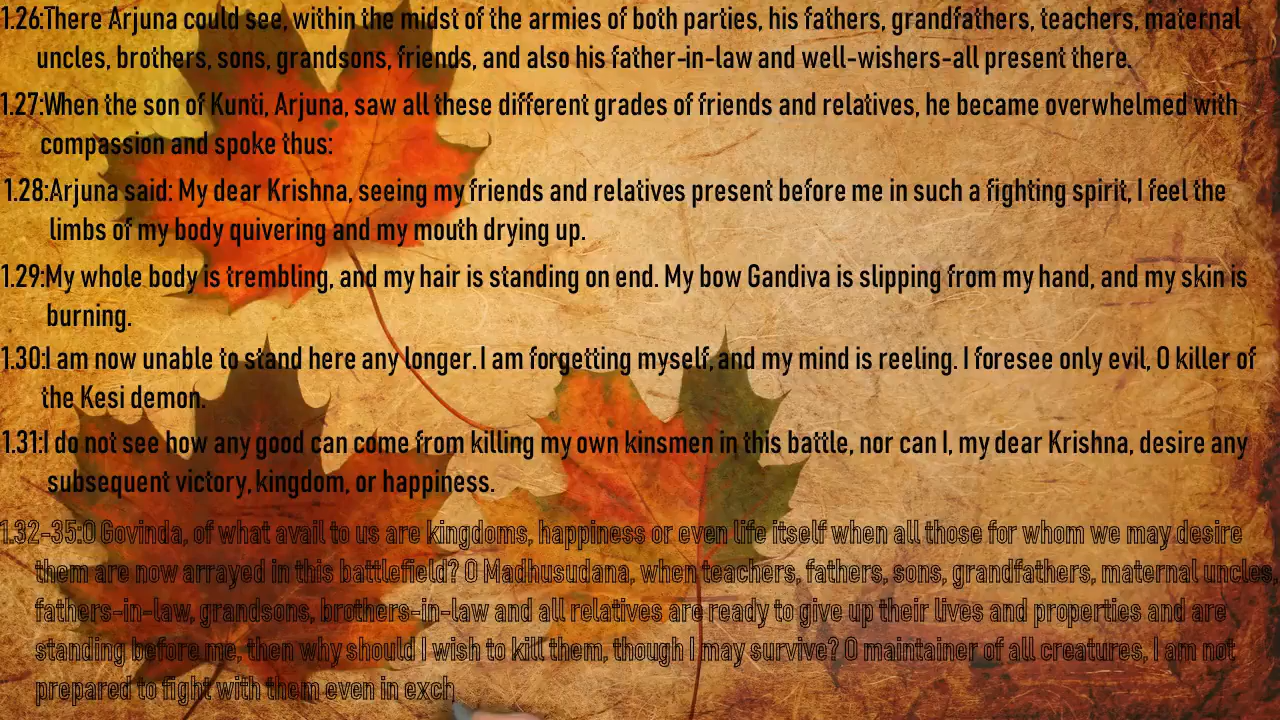 1.26:There Arjuna could see, within the midst of the armies of both parties, his fathers, grandfathers, teachers, maternal
uncles, brothers, sons, grandsons, friends, and also his father-in-law and well-wishers-all present there.
1.27:When the son of Kunti, Arjuna, saw all these different grades of friends and relatives, he became overwhelmed with
compassion and spoke thus:
1.28:Arjuna said: My dear Krishna, seeing my friends and relatives present before me in such a fighting spirit, I feel the
limbs of my body quivering and my mouth drying up.
1.29:My whole body is trembling, and my hair is standing on end. My bow Gandiva is slipping from my hand, and my skin is
burning.
1.30:I am now unable to stand here any longer. I am forgetting myself, and my mind is reeling. I foresee only evil, O killer of
the Kesi demon.
1.31:I do not see how any good can come from killing my own kinsmen in this battle, nor can I, my dear Krishna, desire any
subsequent victory, kingdom, or happiness.
1.32-35:O Govinda, of what avail to us are kingdoms, happiness or even life itself when all those for whom we may desire
them are now arrayed in this battlefield? O Madhusudana, when teachers, fathers, sons, grandfathers, maternal uncles,
fathers-in-law, grandsons, brothers-in-law and all relatives are ready to give up their lives and properties and are
standing before me, then why should I wish to kill them, though I may survive? O maintainer of all creatures, I am not
prepared to fight with them even in exch